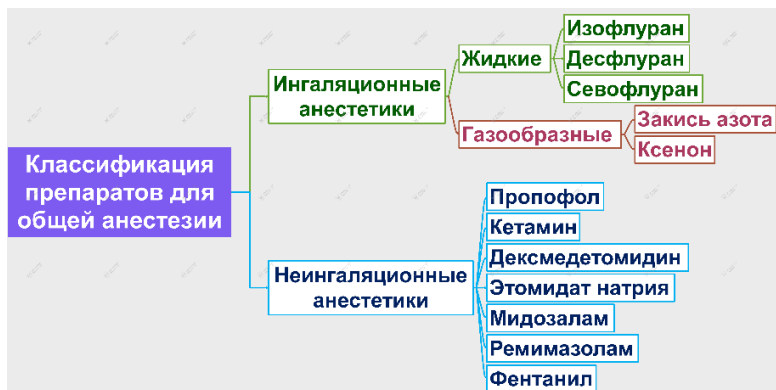 Классификация
препаратов для
общей анестезии
Ингаляционные
анестетики
Жидкие
Изофлуран
Десфлуран
Севофлуран
Газообразные
Закись азота
Ксенон
Неингаляционные
анестетики
Пропофол
Кетамин
Дексмедетомидин
Этомидат натрия
Мидозалам
Ремимазолам
Фентанил